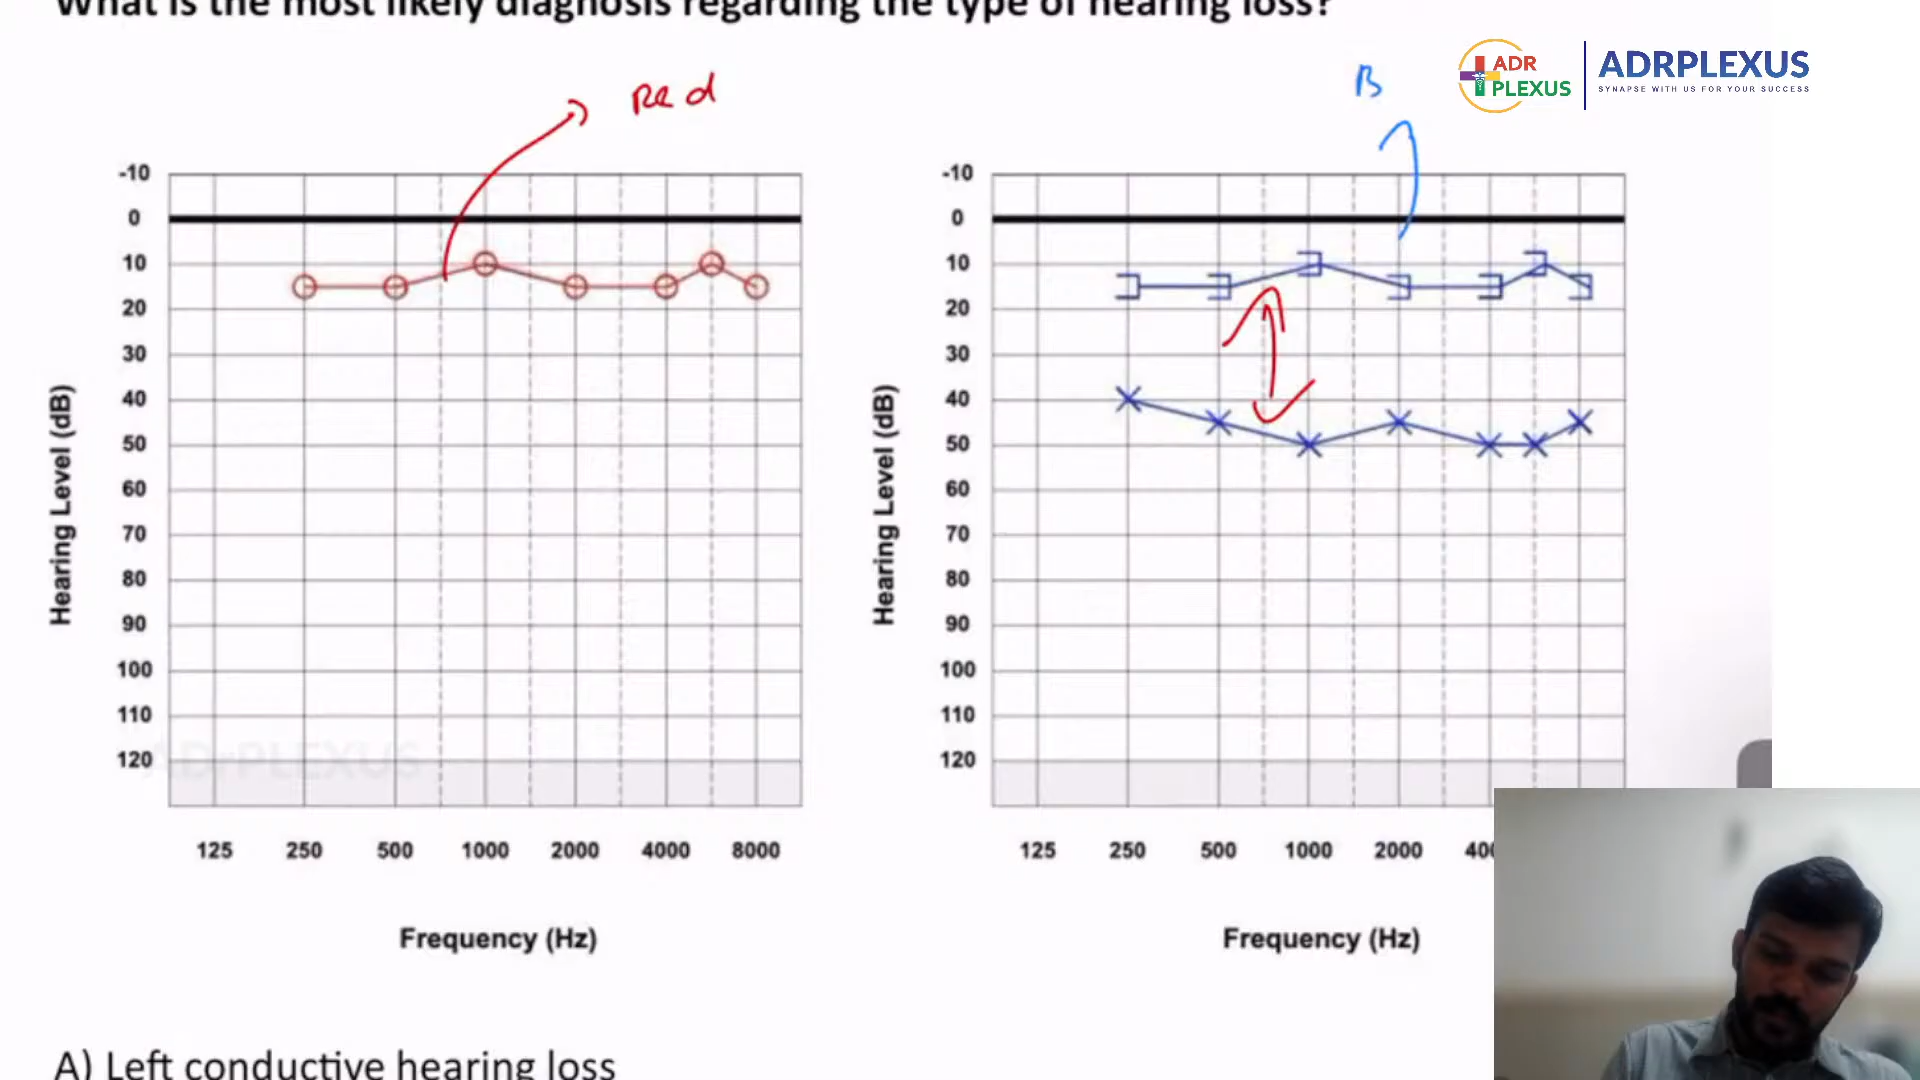 What is the most likely diagnosis regarding the type of hearing loss?
ADR
PLEXUS
ADRPLEXUS
SYNAPSE WITH US FOR YOUR SUCCESS
Red
B
-10
0
10
20
30
40
50
60
70
80
90
100
110
120
Hearing Level (dB)
125 250 500 1000 2000 4000 8000
Frequency (Hz)
ADrPLEXUS
-10
0
10
20
30
40
50
60
70
80
90
100
110
120
Hearing Level (dB)
125 250 500 1000 2000
Frequency (Hz)
A) Left conductive hearing loss